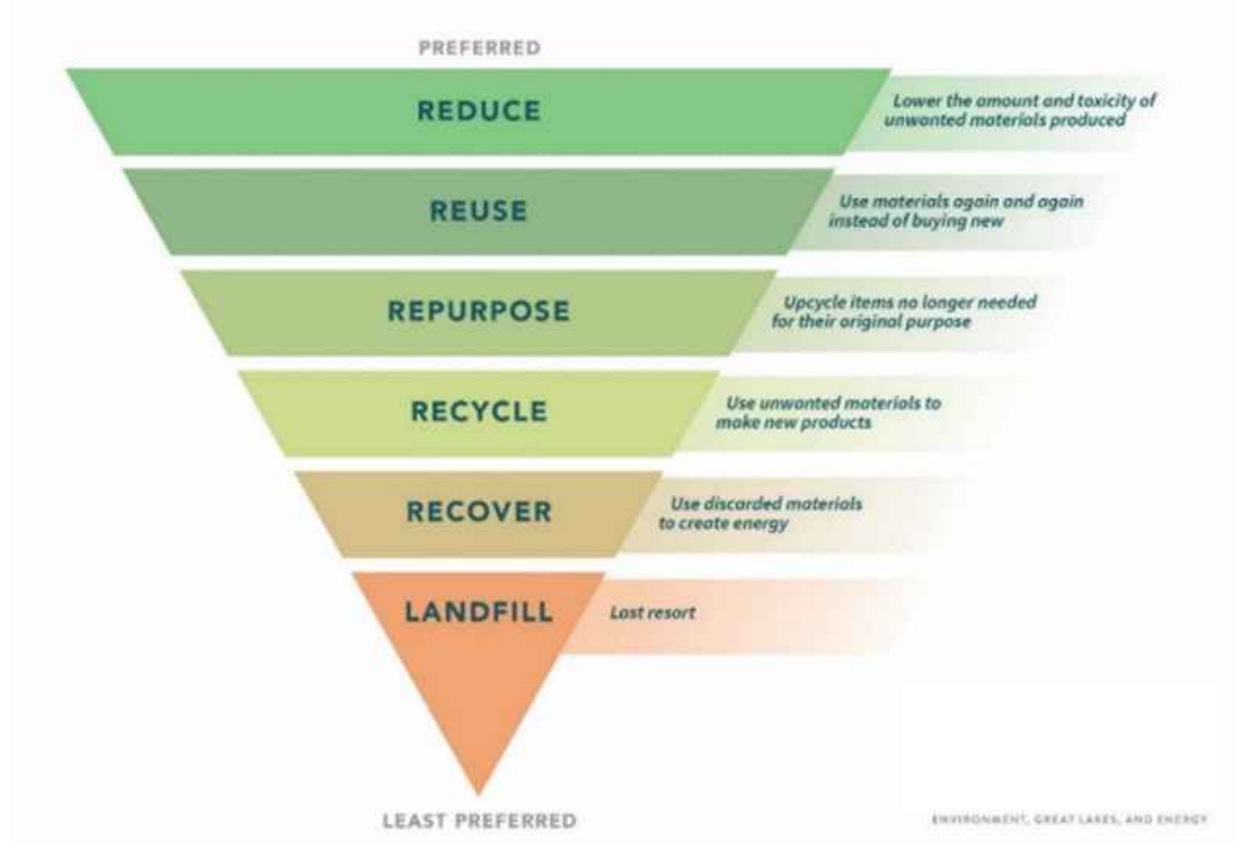 PREFERRED
REDUCE
Lower the amount and toxicity of
unwanted materials produced
REUSE
Use materials again and again
instead of buying new
REPURPOSE
Upcycle items no longer needed
for their original purpose
RECYCLE
Use unwanted materials to
make new products
RECOVER
Use discarded materials
to create energy
LANDFILL
Last resort
LEAST PREFERRED
ENVIRONMENT, GREAT LAKES, AND ENERGY